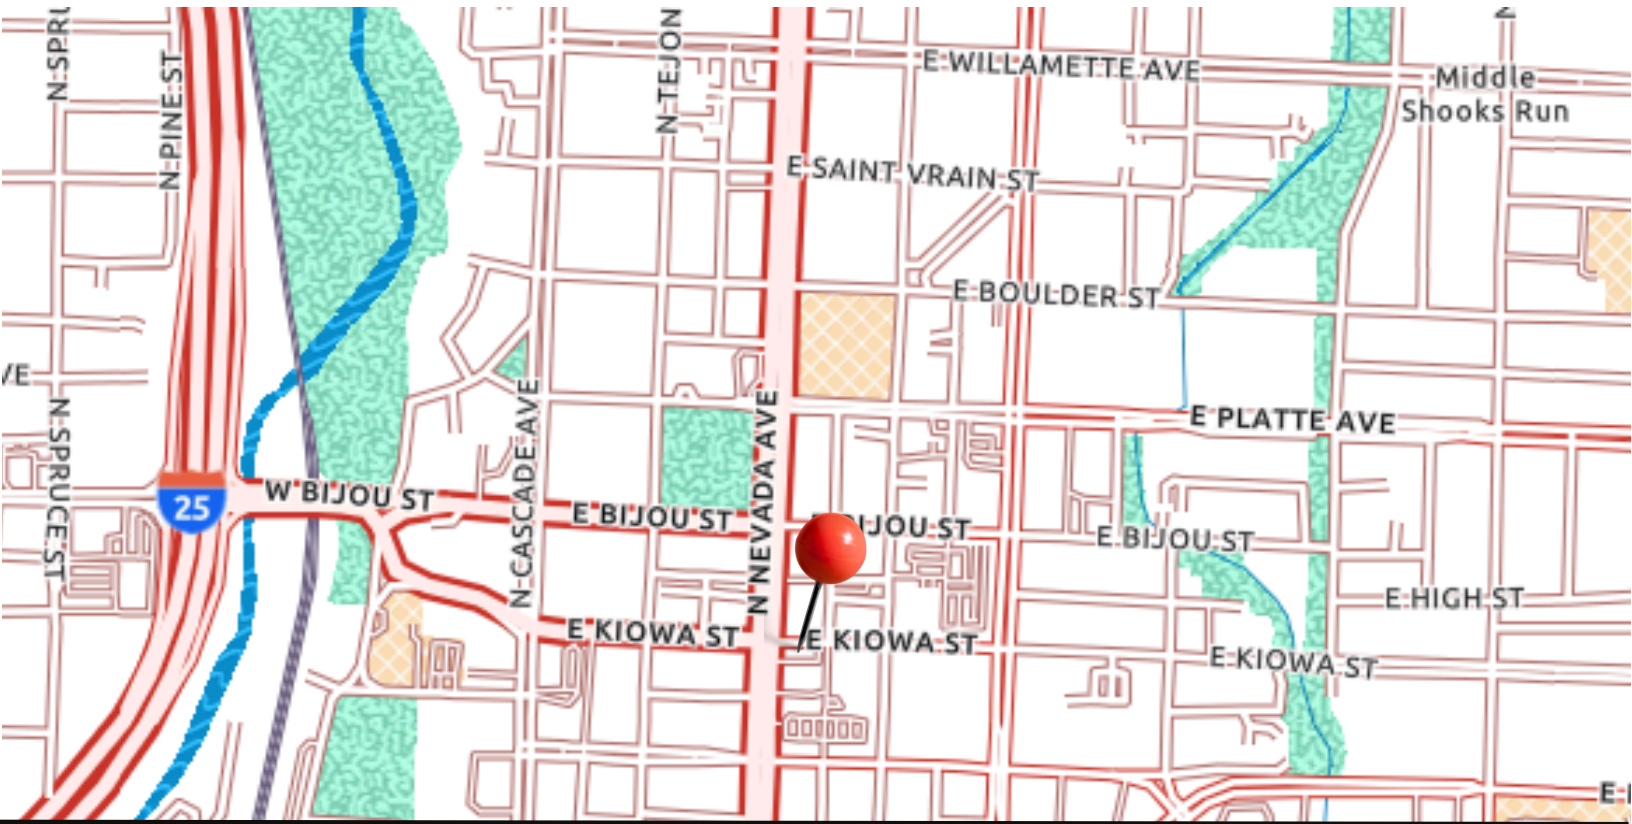 N SPRU
N PINE ST
N TEJON
E WILLAMETTE AVE
Middle
Shooks Run
E SAINT VRAIN ST
E BOULDER ST
VE
N SPRUCE ST
N CASCADE AVE
N NEVADA AVE
E PLATTE AVE
25
W BIJOU ST
E BIJOU ST
BIJOU ST
E BIJOU ST
E HIGH ST
E KIOWA ST
E KIOWA ST
E KIOWA ST